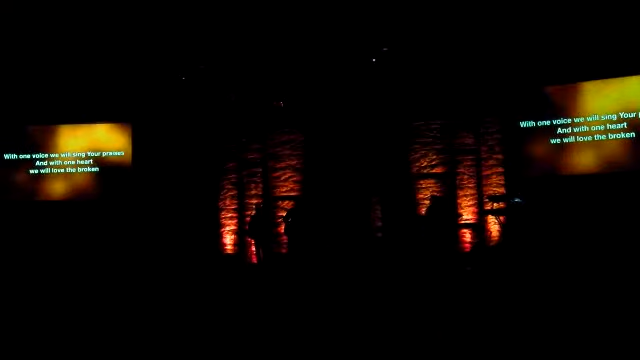 With one voice we will sing Your praises
And with one heart
we will love the broken
With one voice we will sing Your
And with one heart
we will love the broken